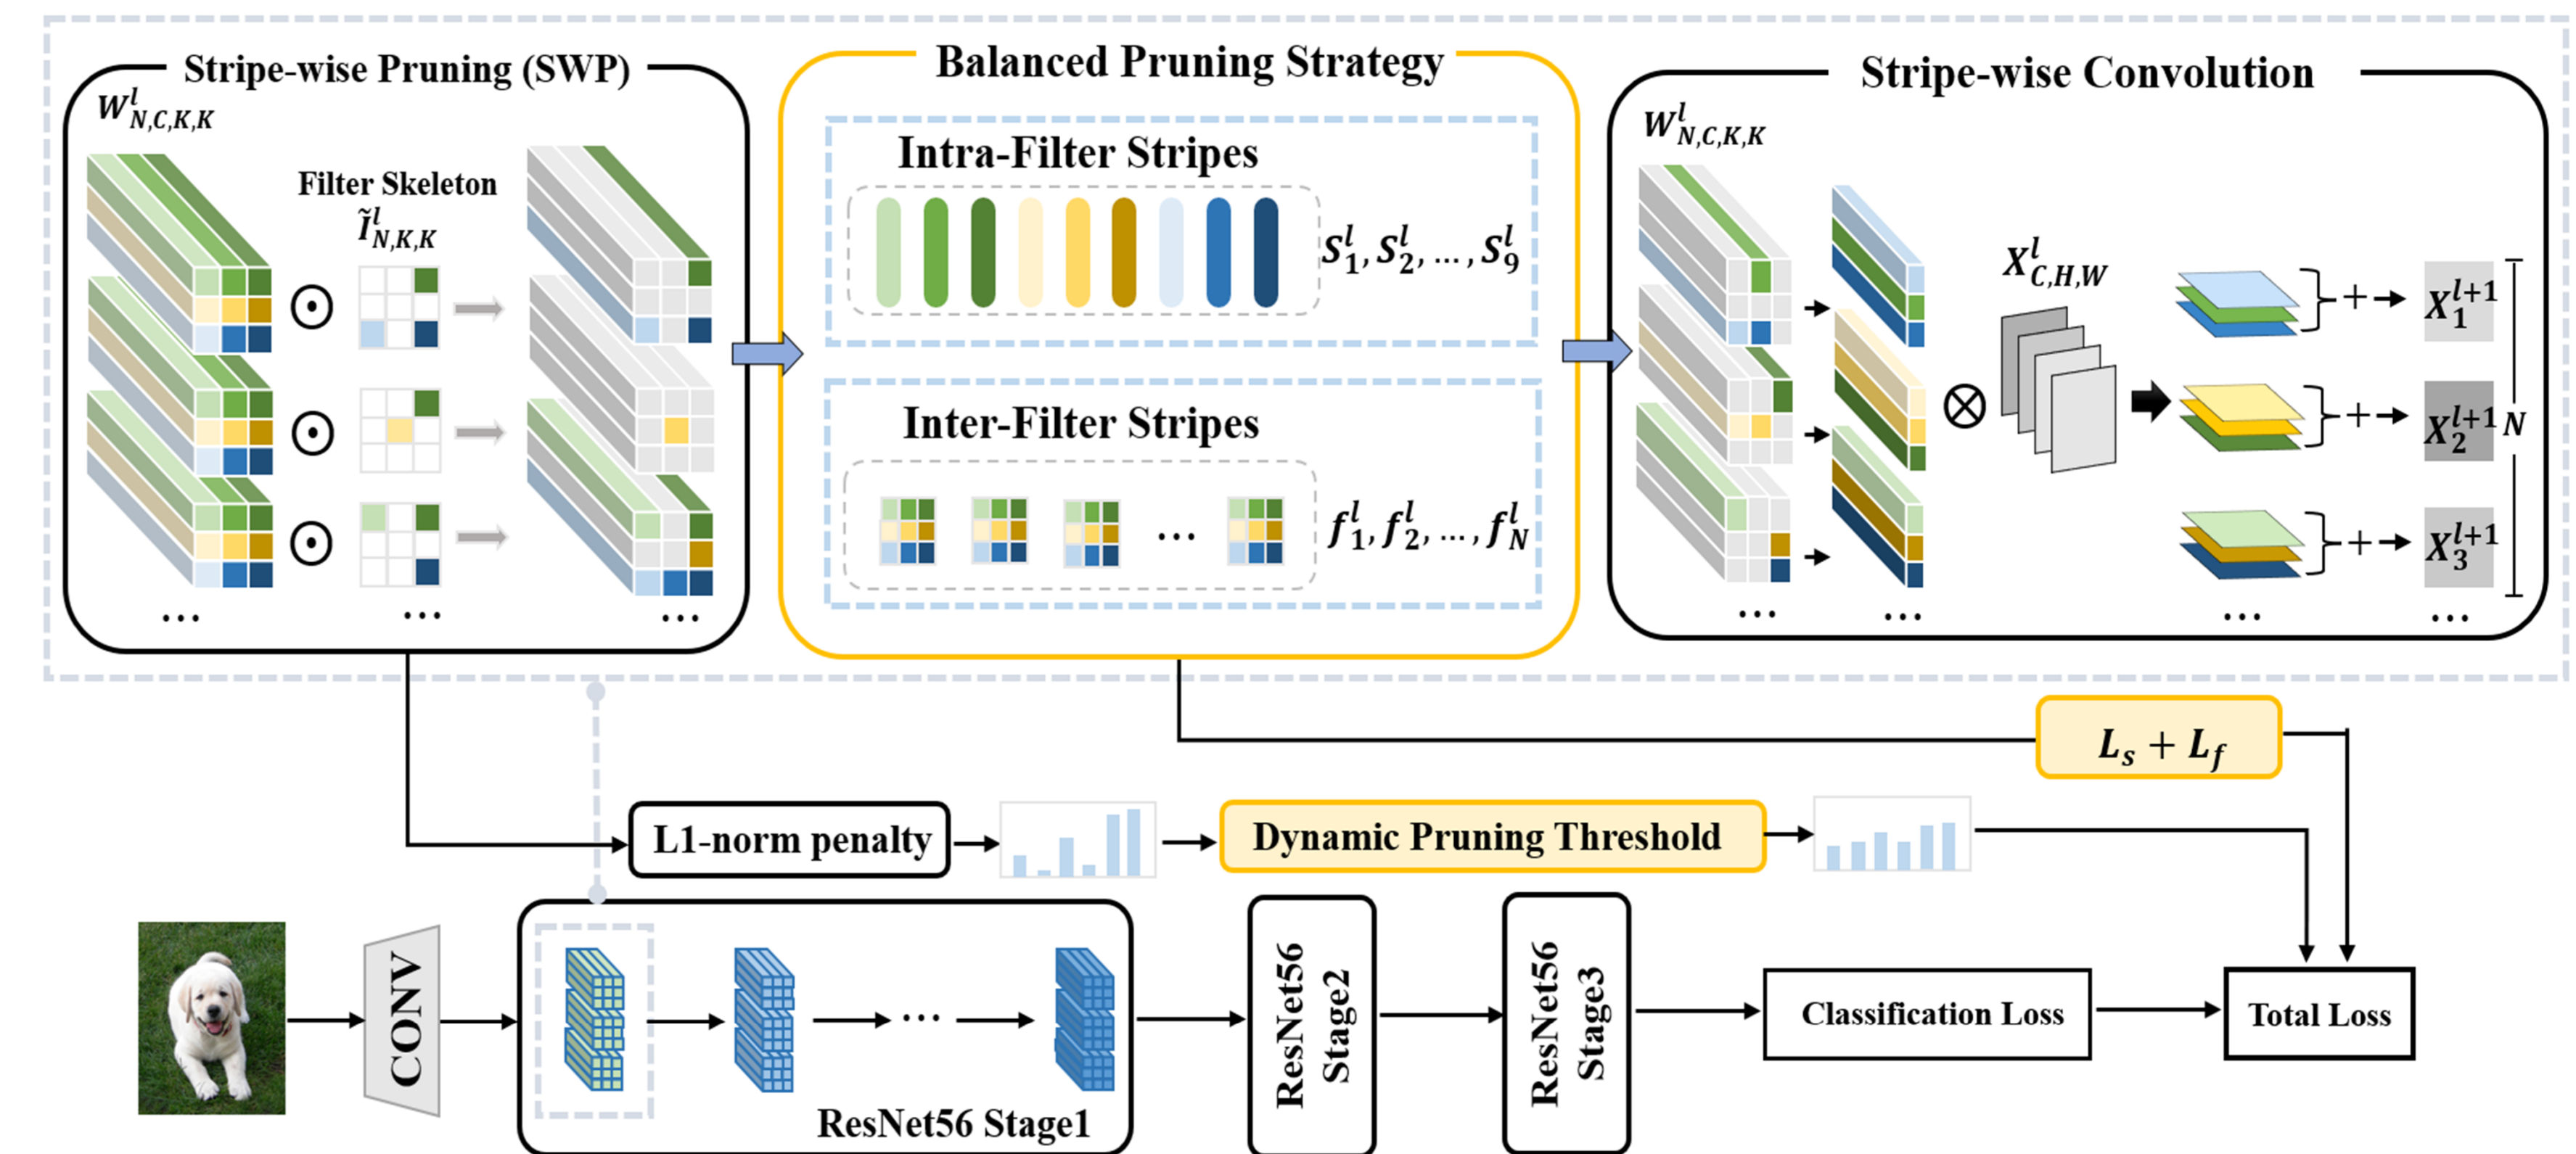 Stripe-wise Pruning (SWP)
W^l_{N,C,K,K}
Filter Skeleton
Ĩ^l_{N,K,K}
... ... ...
Balanced Pruning Strategy
Intra-Filter Stripes
S^l_1, S^l_2, ..., S^l_9
Inter-Filter Stripes
...
f^l_1, f^l_2, ..., f^l_N
Stripe-wise Convolution
W^l_{N,C,K,K}
X^l_{C,H,W}
+ X^{l+1}_1
+ X^{l+1}_2
N
+ X^{l+1}_3
... ... ... ...
L_s + L_f
L1-norm penalty
Dynamic Pruning Threshold
CONV
...
ResNet56 Stage1
ResNet56
Stage2
ResNet56
Stage3
Classification Loss
Total Loss